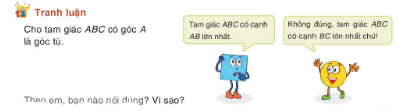 Tranh luận
Cho tam giác ABC có góc A
là góc tù.
Tam giác ABC có cạnh
AB lớn nhất.
Không đúng, tam giác ABC
có cạnh BC lớn nhất chứ!
Theo em, bạn nào nói đúng? Vì sao?